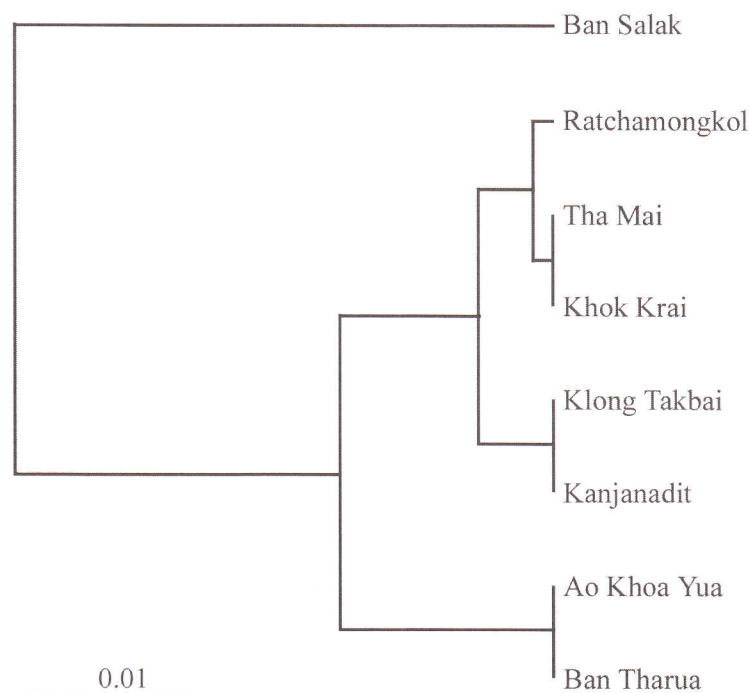 Ban Salak
Ratchamongkol
Tha Mai
Khok Krai
Klong Takbai
Kanjanadit
Ao Khoa Yua
Ban Tharua
0.01